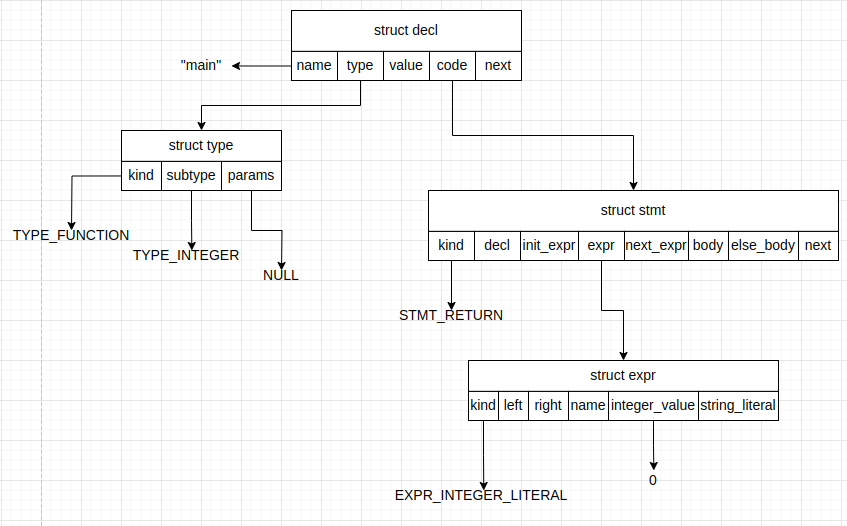 struct decl
"main"
name type value code next
struct type
kind subtype params
struct stmt
TYPE_FUNCTION
kind decl init_expr expr next_expr body else_body next
TYPE_INTEGER
NULL
STMT_RETURN
struct expr
kind left right name integer_value string_literal
0
EXPR_INTEGER_LITERAL